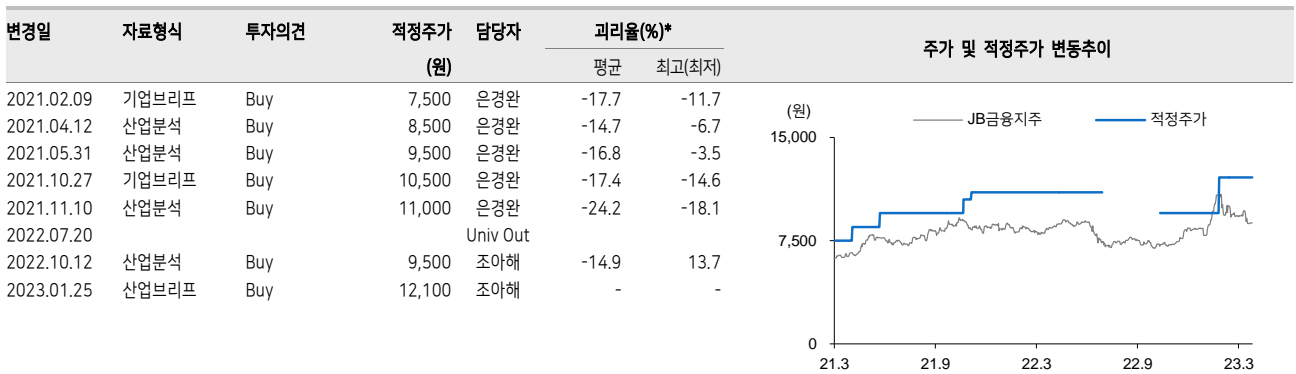 변경일 자료형식 투자의견 적정주가 담당자 괴리율(%)* 주가 및 적정주가 변동추이
(원) 평균 최고(최저)
2021.02.09 기업브리프 Buy 7,500 은경완 -17.7 -11.7
2021.04.12 산업분석 Buy 8,500 은경완 -14.7 -6.7
2021.05.31 산업분석 Buy 9,500 은경완 -16.8 -3.5
2021.10.27 기업브리프 Buy 10,500 은경완 -17.4 -14.6
2021.11.10 산업분석 Buy 11,000 은경완 -24.2 -18.1
2022.07.20 Univ Out
2022.10.12 산업분석 Buy 9,500 조아해 -14.9 13.7
2023.01.25 산업브리프 Buy 12,100 조아해 - -
(원) JB금융지주 적정주가
15,000
7,500
0
21.3 21.9 22.3 22.9 23.3